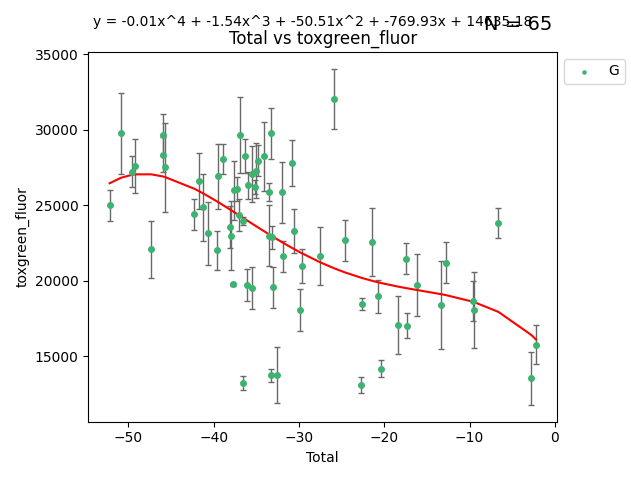 y = -0.01x^4 + -1.54x^3 + -50.51x^2 + -769.93x + 14635.18
N = 65
Total vs toxgreen_fluor
G
toxgreen_fluor
35000
30000
25000
20000
15000
−50
−40
−30
−20
−10
0
Total